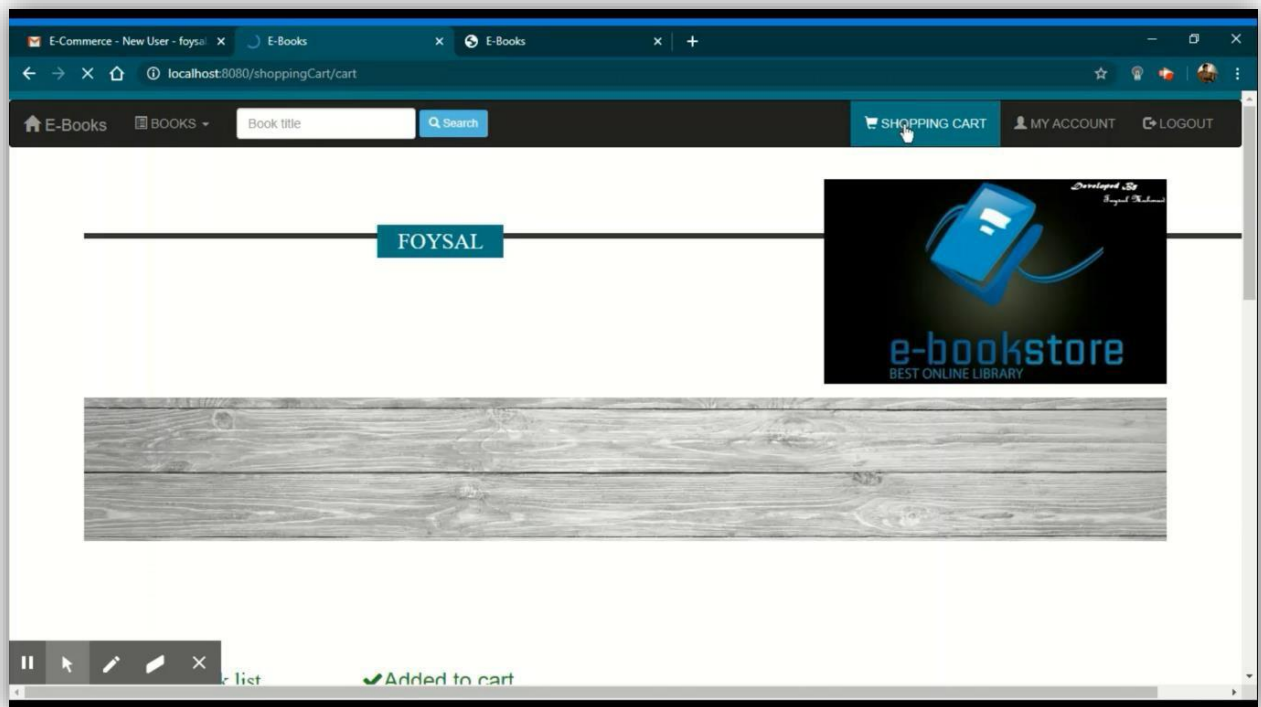 E-Commerce - New User - foysal
E-Books
E-Books
localhost:8080/shoppingCart/cart
E-Books
BOOKS
Book title
Search
SHOPPING CART
MY ACCOUNT
LOGOUT
Developed By
FOYSAL
e-bookstore
BEST ONLINE LIBRARY
list
Added to cart